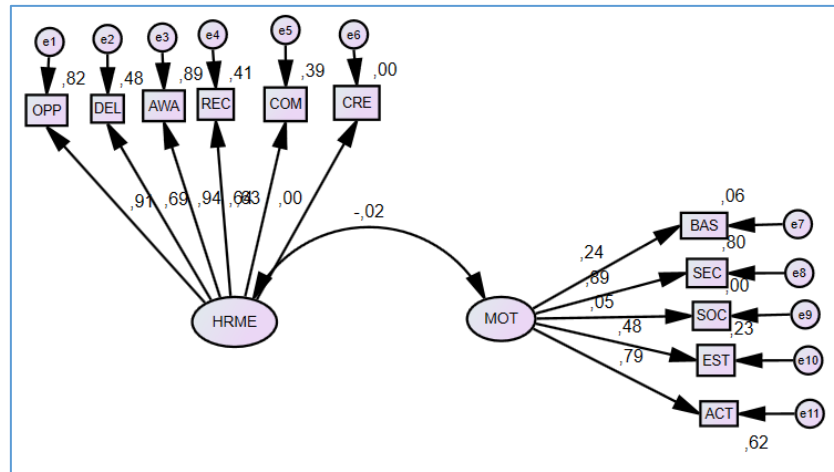 e1 e2 e3 e4 e5 e6
,82 ,48 ,89 ,41 ,39 ,00
OPP DEL AWA REC COM CRE
,91 ,69 ,94 ,64 ,63 ,00
-,02
HRME
MOT
,24
,89
,05
,48
,79
,06
BAS
e7
,80
SEC
e8
,00
SOC
e9
,23
EST
e10
ACT
e11
,62